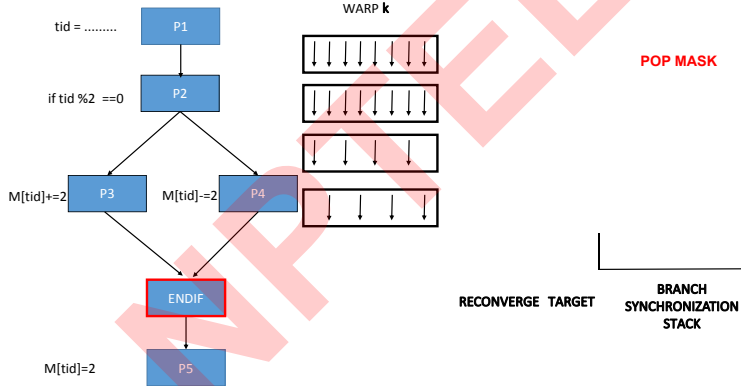 WARP k
tid = .........
P1
POP MASK
if tid %2 ==0
P2
M[tid]+=2
P3
M[tid]-=2
P4
ENDIF
RECONVERGE TARGET
BRANCH
SYNCHRONIZATION
STACK
M[tid]=2
P5
NPTEL